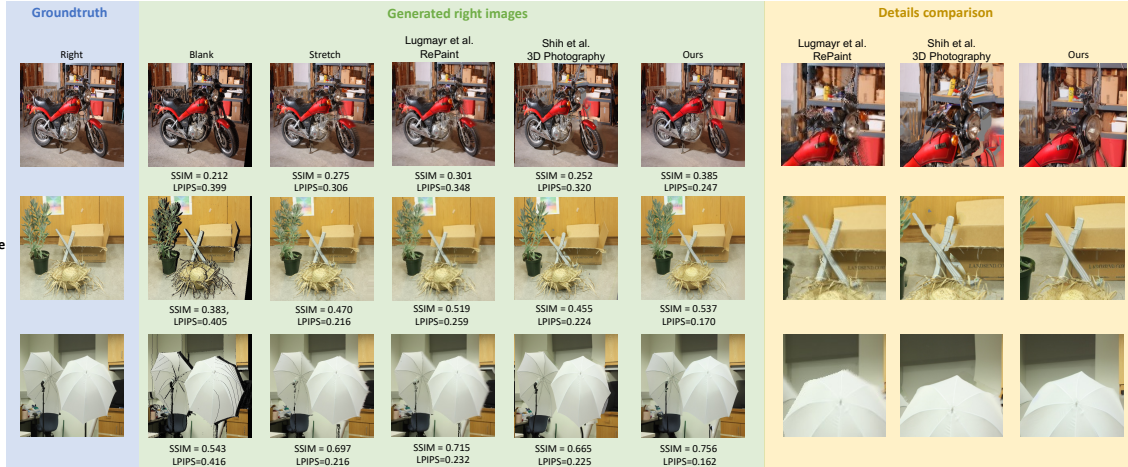 Groundtruth
Generated right images
Details comparison
Right
Blank
Stretch
Lugmayr et al.
RePaint
Shih et al.
3D Photography
Ours
Lugmayr et al.
RePaint
Shih et al.
3D Photography
Ours
SSIM = 0.212
LPIPS=0.399
SSIM = 0.275
LPIPS=0.306
SSIM = 0.301
LPIPS=0.348
SSIM = 0.252
LPIPS=0.320
SSIM = 0.385
LPIPS=0.247
e
SSIM = 0.383,
LPIPS=0.405
SSIM = 0.470
LPIPS=0.216
SSIM = 0.519
LPIPS=0.259
SSIM = 0.455
LPIPS=0.224
SSIM = 0.537
LPIPS=0.170
SSIM = 0.543
LPIPS=0.416
SSIM = 0.697
LPIPS=0.216
SSIM = 0.715
LPIPS=0.232
SSIM = 0.665
LPIPS=0.225
SSIM = 0.756
LPIPS=0.162